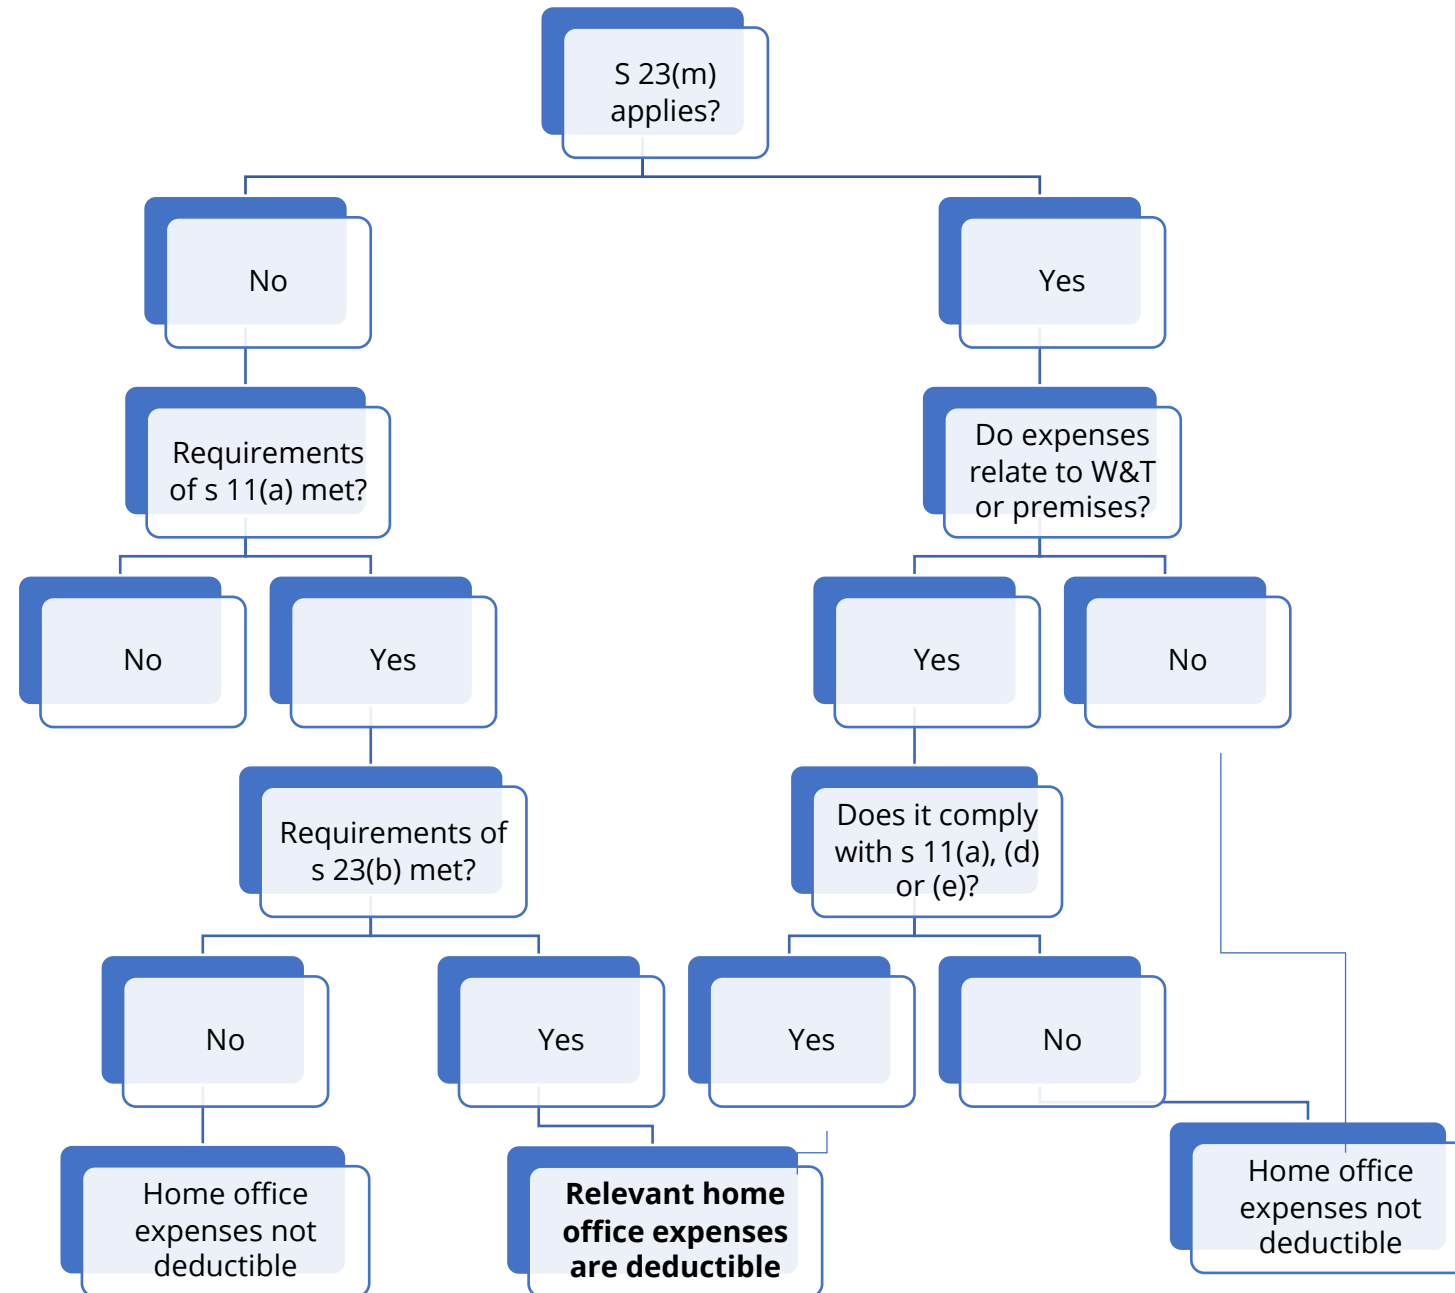 S 23(m)
applies?
No
Yes
Requirements
of s 11(a) met?
Do expenses
relate to W&T
or premises?
No
Yes
Yes
No
Requirements of
s 23(b) met?
Does it comply
with s 11(a), (d)
or (e)?
No
Yes
Yes
No
Home office
expenses not
deductible
Relevant home
office expenses
are deductible
Home office
expenses not
deductible